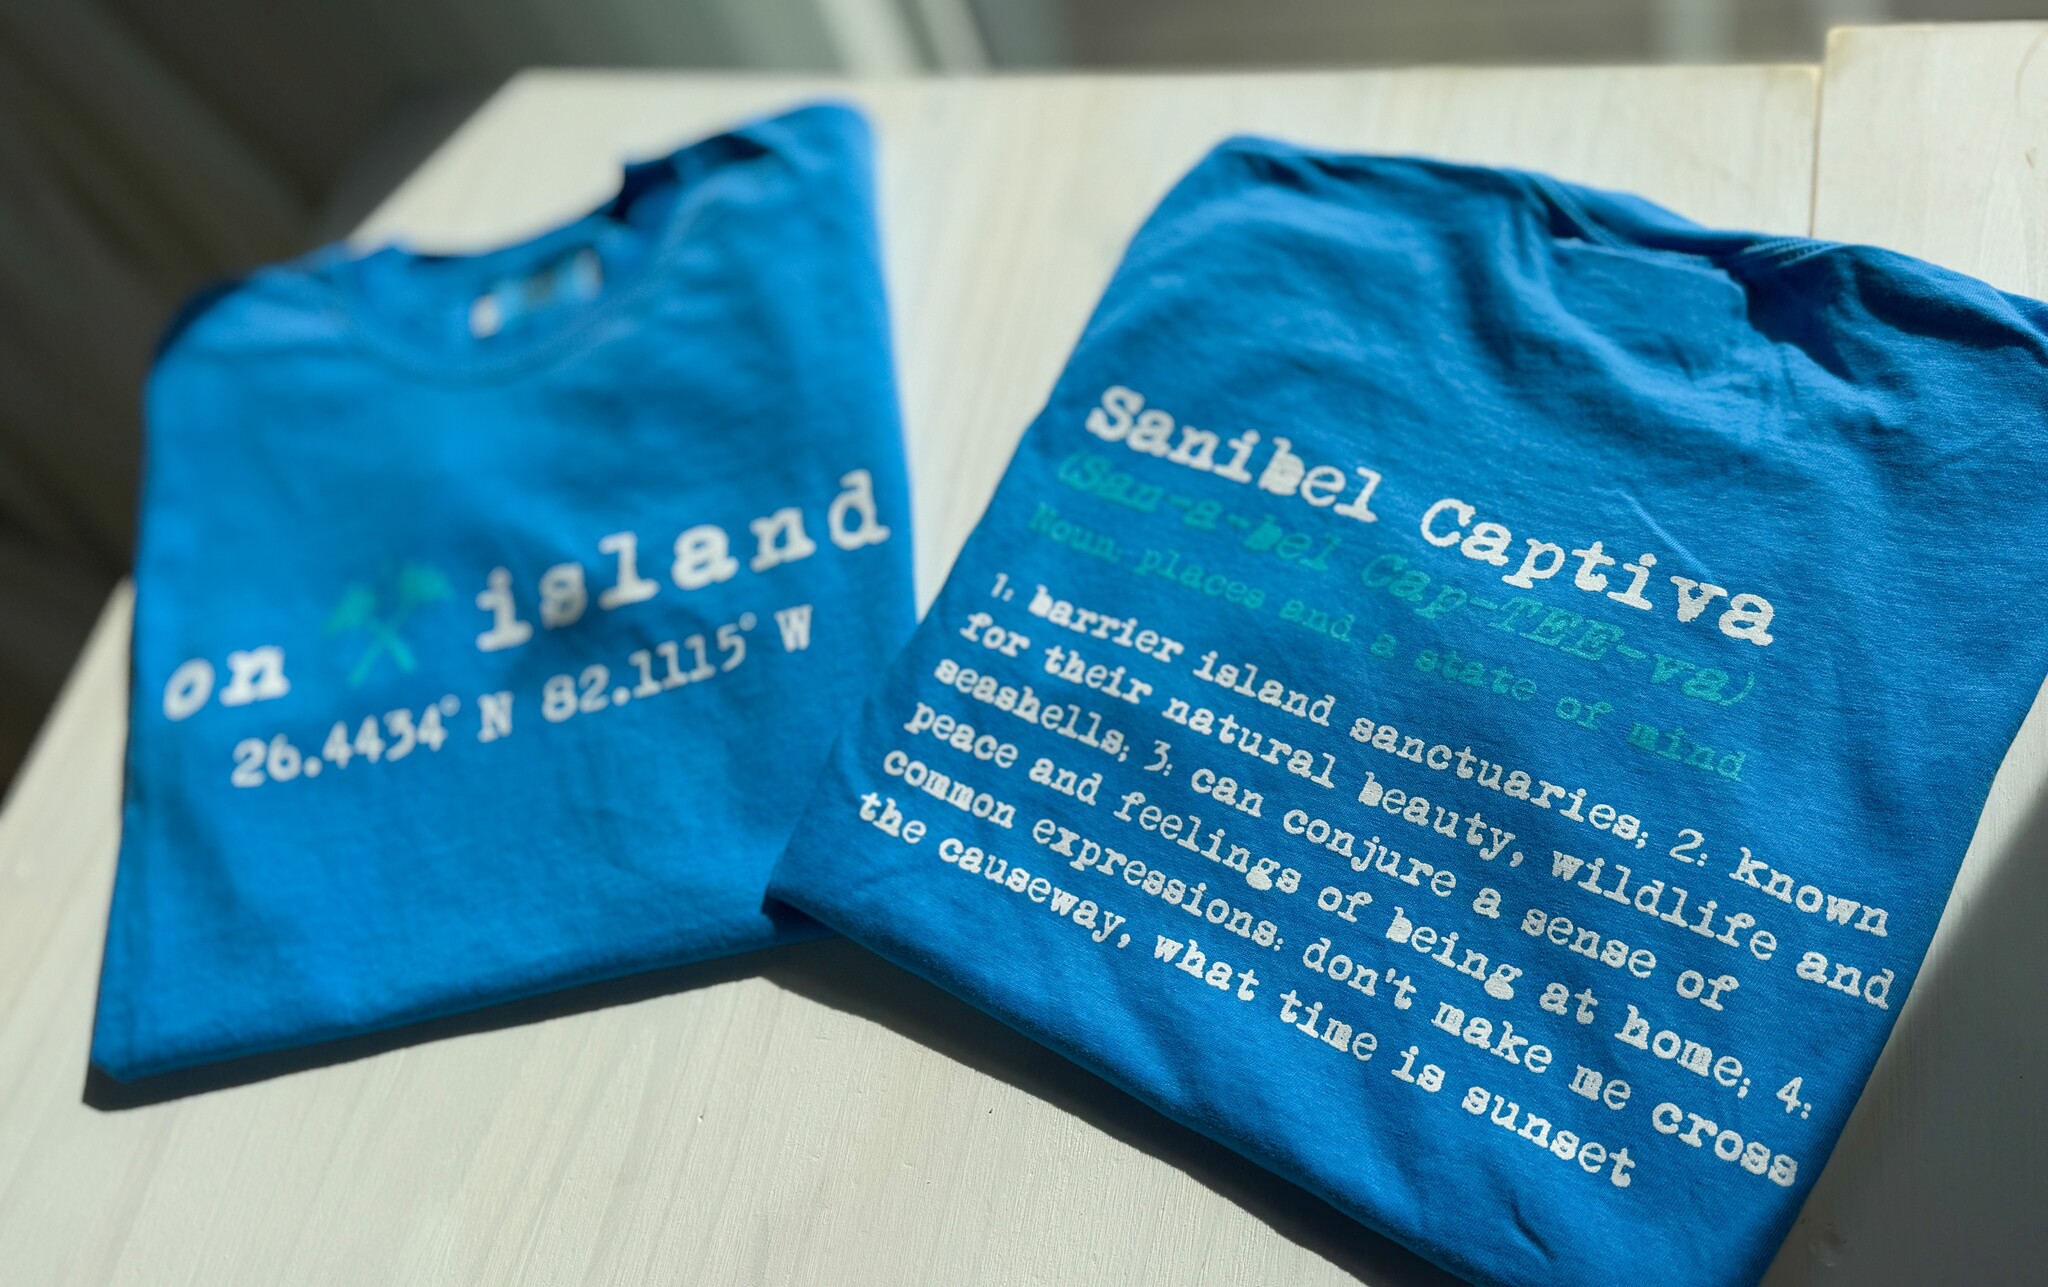 on island
26.4434° N 82.1115° W
Sanibel Captiva
(San-a-bel Cap-TEE-va)
Noun; places and a state of mind
1: barrier island sanctuaries; 2: known
for their natural beauty, wildlife and
seashells; 3: can conjure a sense of
peace and feelings of being at home; 4:
common expressions: don't make me cross
the causeway, what time is sunset